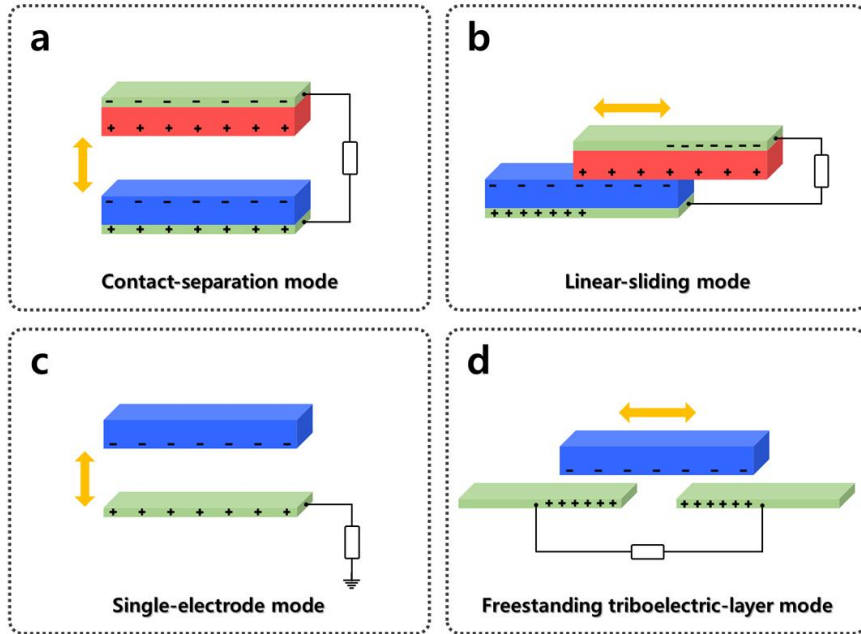 a
- - - - - - -
+ + + + + + +
- - - - - - -
+ + + + + + +
Contact-separation mode
b
- - - - - - -
+ + + + + + +
- - - - - - -
+ + + + + + +
Linear-sliding mode
c
- - - - - - -
+ + + + + + +
Single-electrode mode
d
- - - - - - -
+ + + + + + + + + + + +
Freestanding triboelectric-layer mode